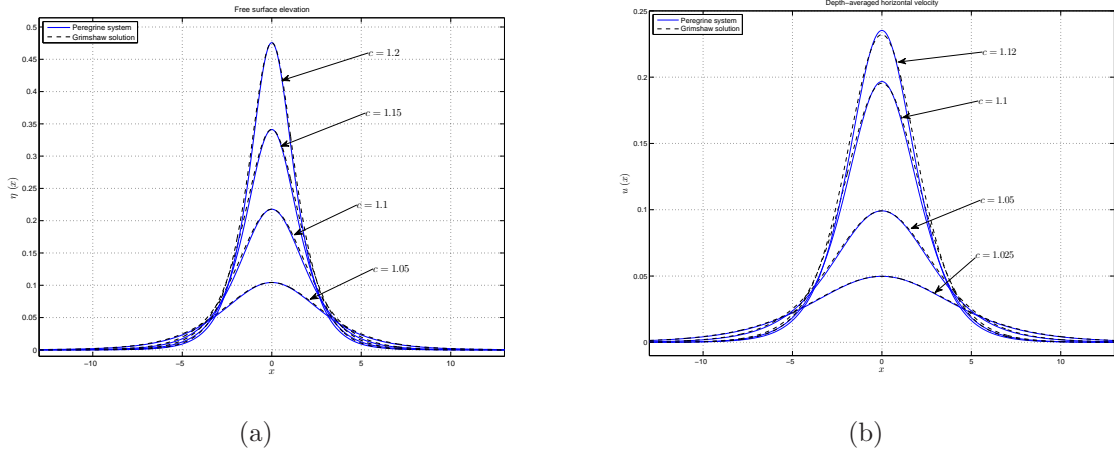 Free surface elevation
Peregrine system
Grimshaw solution
0.5
0.45
0.4
0.35
0.3
0.25
0.2
0.15
0.1
0.05
0
η (x)
c = 1.2
c = 1.15
c = 1.1
c = 1.05
−10
−5
0
5
10
x
(a)
Depth−averaged horizontal velocity
Peregrine system
Grimshaw solution
0.25
0.2
0.15
0.1
0.05
0
u (x)
c = 1.12
c = 1.1
c = 1.05
c = 1.025
−10
−5
0
5
10
x
(b)